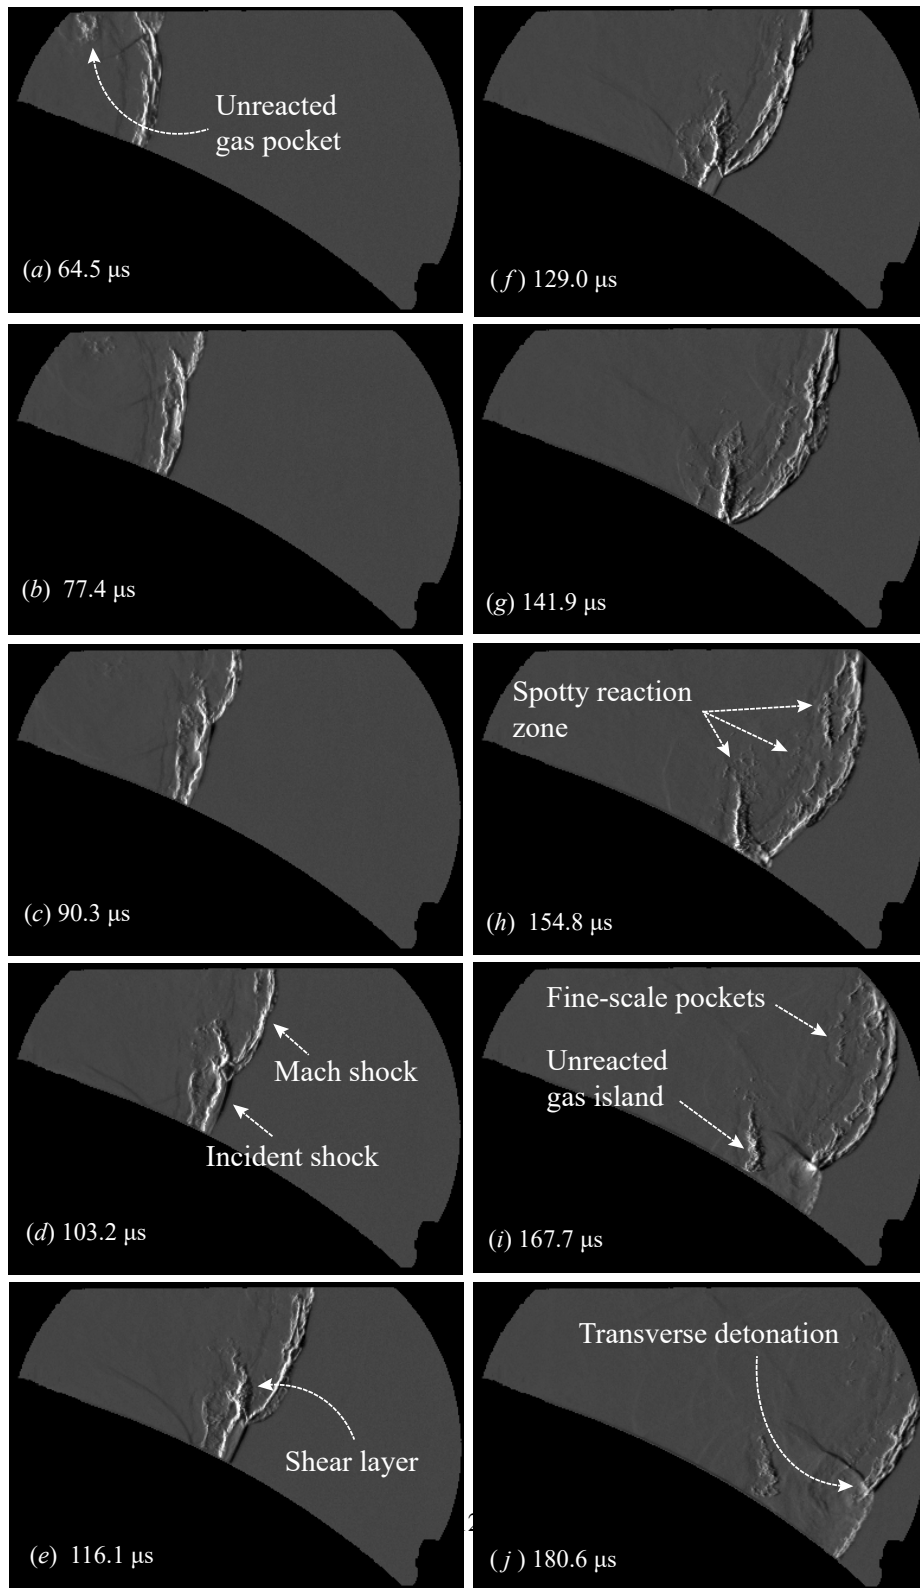 Unreacted
gas pocket
(a) 64.5 μs
(b) 77.4 μs
(c) 90.3 μs
Mach shock
Incident shock
(d) 103.2 μs
Shear layer
(e) 116.1 μs
(f) 129.0 μs
(g) 141.9 μs
Spotty reaction
zone
(h) 154.8 μs
Fine-scale pockets
Unreacted
gas island
(i) 167.7 μs
Transverse detonation
(j) 180.6 μs